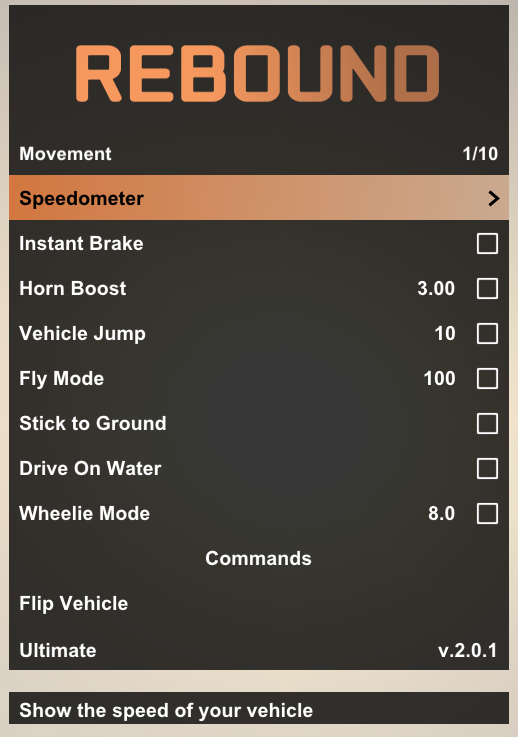 REBOUND
Movement 1/10
Speedometer >
Instant Brake
Horn Boost 3.00
Vehicle Jump 10
Fly Mode 100
Stick to Ground
Drive On Water
Wheelie Mode 8.0
Commands
Flip Vehicle
Ultimate v.2.0.1
Show the speed of your vehicle